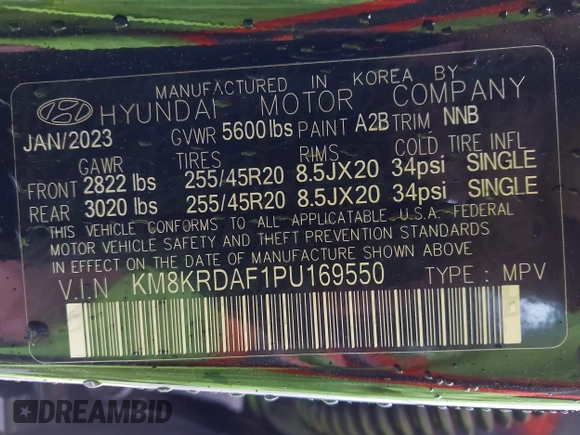 MANUFACTURED IN KOREA BY
HYUNDAI MOTOR COMPANY
JAN/2023 GVWR 5600lbs PAINT A2B TRIM NNB
GAWR TIRES RIMS COLD TIRE INFL
FRONT 2822 lbs 255/45R20 8.5JX20 34psi SINGLE
REAR 3020 lbs 255/45R20 8.5JX20 34psi SINGLE
THIS VEHICLE CONFORMS TO ALL APPLICATABLE U.S.A. FEDERAL
MOTOR VEHICLE SAFETY AND THEFT PREVENTION STANDARDS
IN EFFECT ON THE DATE OF MANUFACTURE SHOWN ABOVE.
V.I.N KM8KRDAF1PU169550 TYPE: MPV
DREAMBID